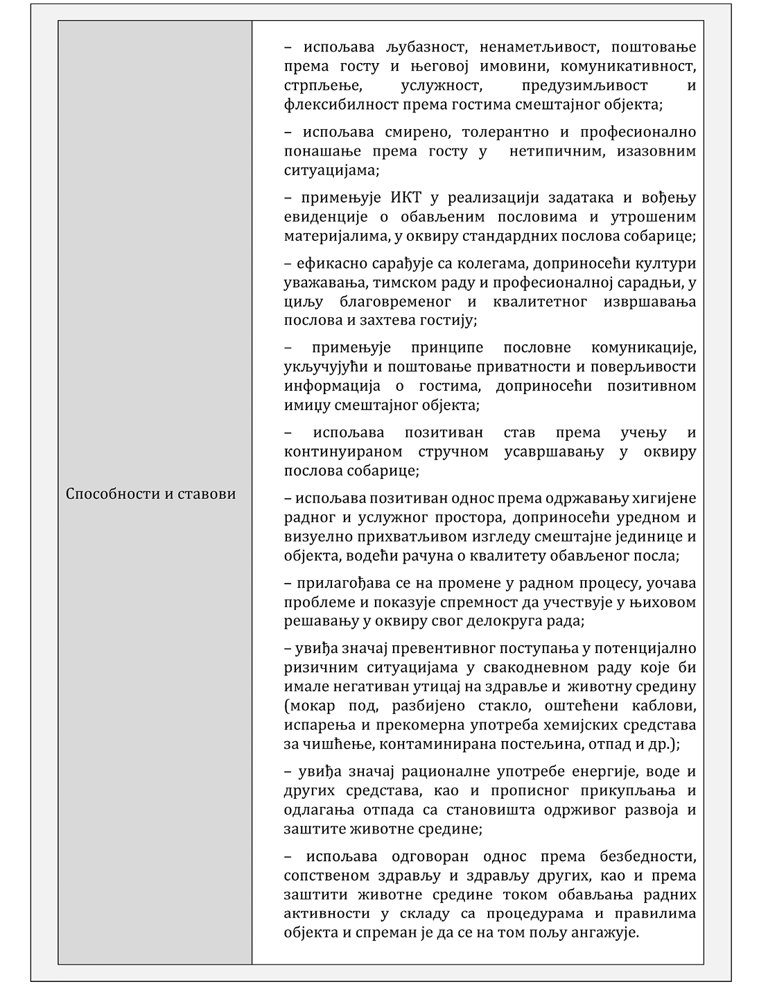 – испољава љубазност, ненаметљивост, поштовање
према госту и његовој имовини, комуникативност,
стрпљење, услужност, предузимљивост и
флексибилност према гостима смештајног објекта;
– испољава смирено, толерантно и професионално
понашање према госту у нетипичним, изазовним
ситуацијама;
– примењује ИКТ у реализацији задатака и вођењу
евиденције о обављеним пословима и утрошеним
материјалима, у оквиру стандардних послова собарице;
– ефикасно сарађује са колегама, доприносећи култури
уважавања, тимском раду и професионалној сарадњи, у
циљу благовременог и квалитетног извршавања
послова и захтева гостију;
– примењује принципе пословне комуникације,
укључујући и поштовање приватности и поверљивости
информација о гостима, доприносећи позитивном
имиџу смештајног објекта;
– испољава позитиван став према учењу и
континуираном стручном усавршавању у оквиру
послова собарице;
Способности и ставови
– испољава позитиван однос према одржавању хигијене
радног и услужног простора, доприносећи уредном и
визуелно прихватљивом изгледу смештајне јединице и
објекта, водећи рачуна о квалитету обављеног посла;
– прилагођава се на промене у радном процесу, уочава
проблеме и показује спремност да учествује у њиховом
решавању у оквиру свог делокруга рада;
– увиђа значај превентивног поступања у потенцијално
ризичним ситуацијама у свакодневном раду које би
имале негативан утицај на здравље и животну средину
(мокар под, разбијено стакло, оштећени каблови,
испарења и прекомерна употреба хемијских средстава
за чишћење, контаминирана постељина, отпад и др.);
– увиђа значај рационалне употребе енергије, воде и
других средстава, као и прописног прикупљања и
одлагања отпада са становишта одрживог развоја и
заштите животне средине;
– испољава одговоран однос према безбедности,
сопственом здрављу и здрављу других, као и према
заштити животне средине током обављања радних
активности у складу са процедурама и правилима
објекта и спреман је да се на том пољу ангажује.